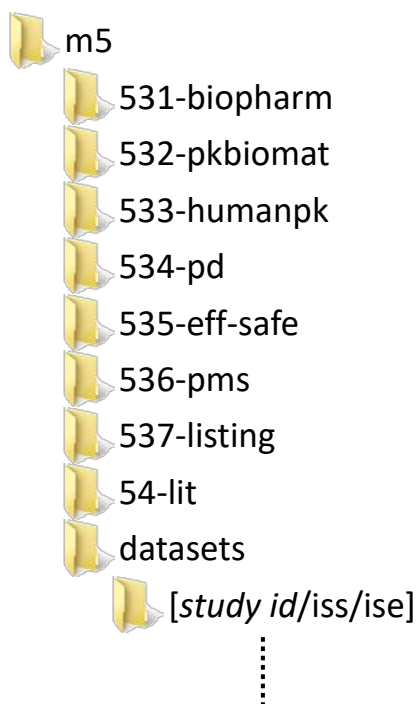 m5
531-biopharm
532-pkbiomat
533-humanpk
534-pd
535-eff-safe
536-pms
537-listing
54-lit
datasets
[study id/iss/ise]